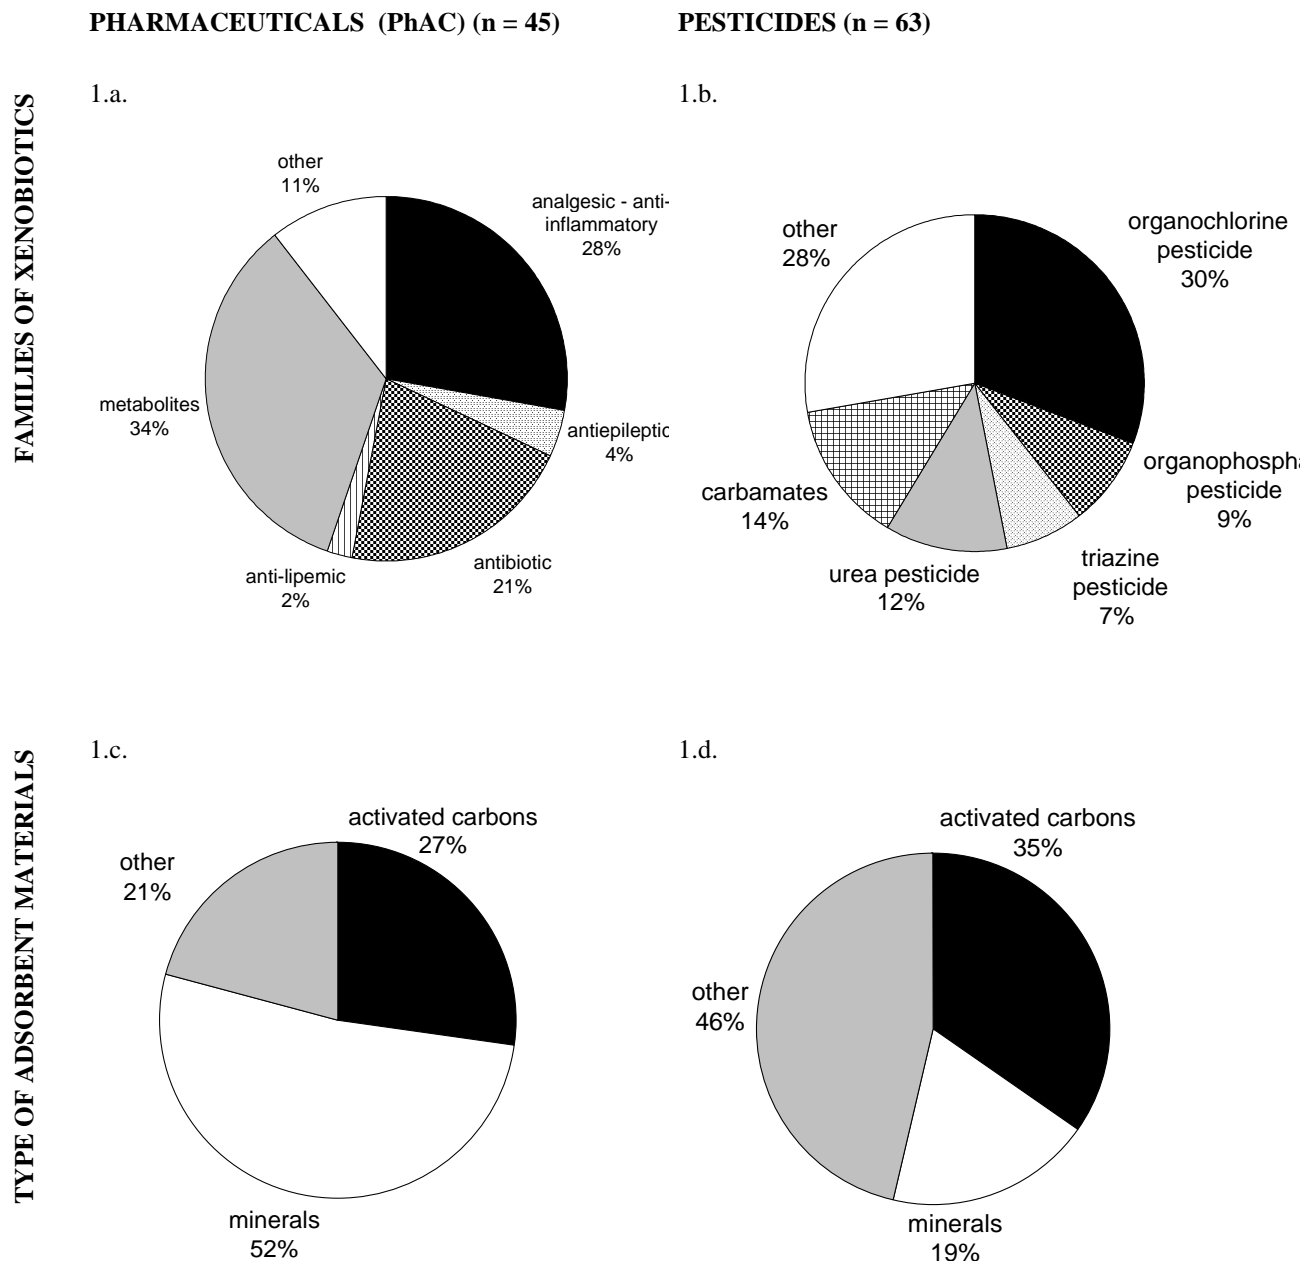 PHARMACEUTICALS (PhAC) (n = 45)
PESTICIDES (n = 63)
FAMILIES OF XENOBIOTICS
1.a.
other
11%
analgesic - anti-
inflammatory
28%
antiepileptic
4%
antibiotic
21%
anti-lipemic
2%
metabolites
34%
1.b.
organochlorine
pesticide
30%
organophospha
pesticide
9%
triazine
pesticide
7%
urea pesticide
12%
carbamates
14%
other
28%
TYPE OF ADSORBENT MATERIALS
1.c.
activated carbons
27%
other
21%
minerals
52%
1.d.
activated carbons
35%
other
46%
minerals
19%